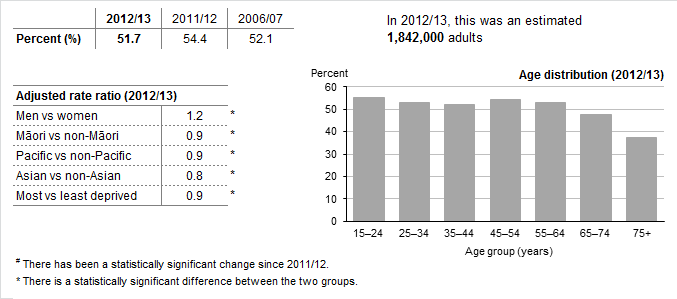 2012/13 2011/12 2006/07
Percent (%) 51.7 54.4 52.1
In 2012/13, this was an estimated
1,842,000 adults
Adjusted rate ratio (2012/13)
Men vs women 1.2 *
Māori vs non-Māori 0.9 *
Pacific vs non-Pacific 0.9 *
Asian vs non-Asian 0.8 *
Most vs least deprived 0.9 *
Percent
Age distribution (2012/13)
60
50
40
30
20
10
0
15–24 25–34 35–44 45–54 55–64 65–74 75+
Age group (years)
# There has been a statistically significant change since 2011/12.
* There is a statistically significant difference between the two groups.